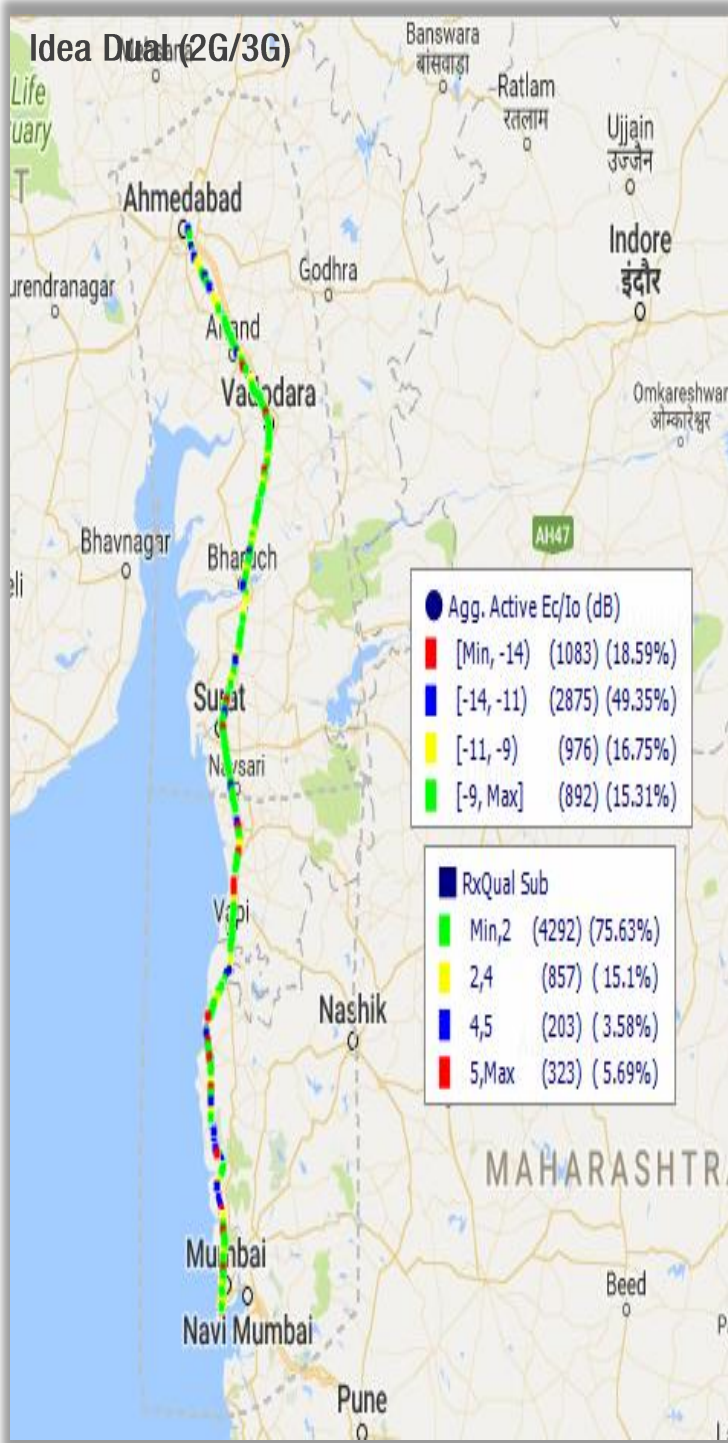 Idea Dual (2G/3G)
Banswara
बांसवाड़ा
Life
Ratlam
रतलाम
Ujjain
उज्जैन
T
Ahmedabad
Indore
इंदौर
Godhra
urendranagar
Anand
Vadodara
Omkareshwar
ओम्कारेश्वर
AH47
Bhavnagar
Bharuch
eli
Agg. Active Ec/Io (dB)
[Min, -14) (1083) (18.59%)
[-14, -11) (2875) (49.35%)
[-11, -9) (976) (16.75%)
[-9, Max] (892) (15.31%)
Surat
Navsari
RxQual Sub
Min,2 (4292) (75.63%)
2,4 (857) ( 15.1%)
4,5 (203) ( 3.58%)
5,Max (323) ( 5.69%)
Vapi
Nashik
MAHARASHTR
Mumbai
Beed
Navi Mumbai
P
Pune